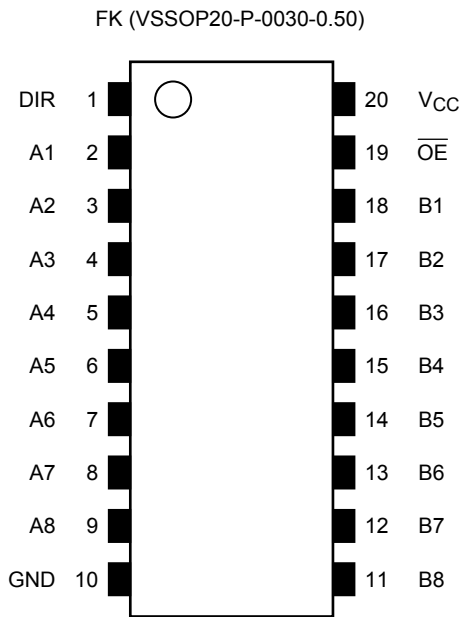 FK (VSSOP20-P-0030-0.50)
DIR 1 20 VCC
A1 2 19 O̅E̅
A2 3 18 B1
A3 4 17 B2
A4 5 16 B3
A5 6 15 B4
A6 7 14 B5
A7 8 13 B6
A8 9 12 B7
GND 10 11 B8